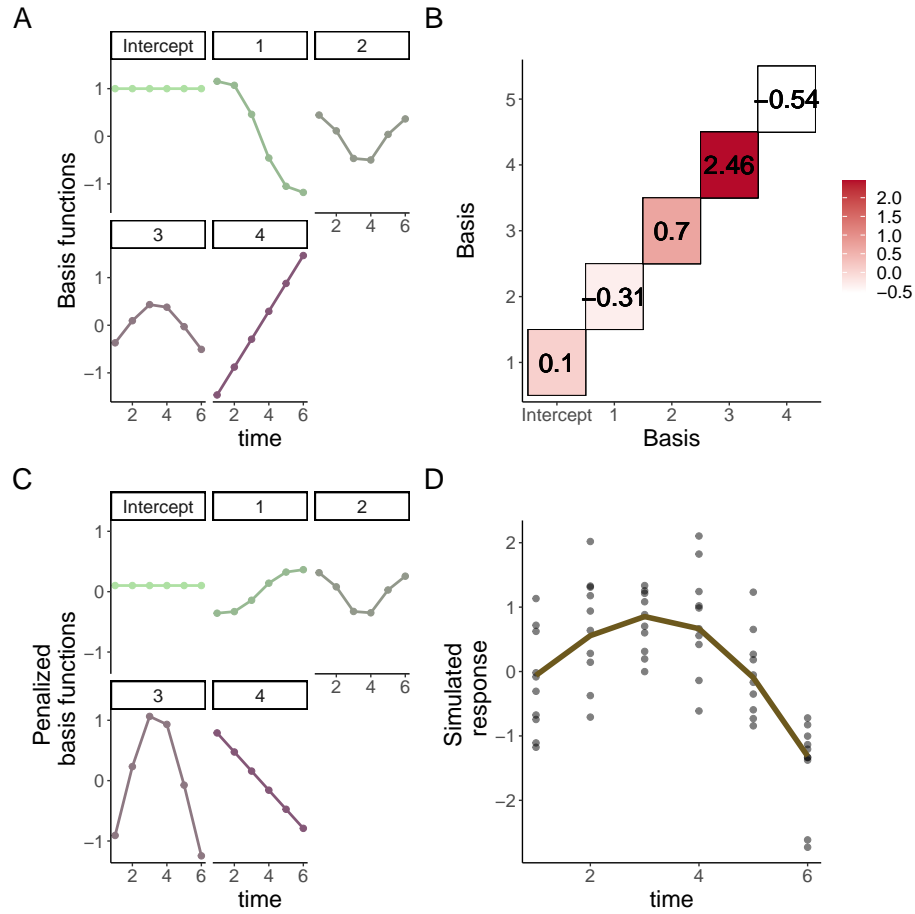 A
Intercept
1
2
1
0
−1
2 4 6
3
4
1
0
−1
2 4 6
2 4 6
Basis functions
time
B
5
4
3
2
1
−0.54
2.46
0.7
−0.31
0.1
Intercept 1 2 3 4
Basis
Basis
2.0
1.5
1.0
0.5
0.0
−0.5
C
Intercept
1
2
1
0
−1
2 4 6
3
4
1
0
−1
2 4 6
2 4 6
Penalized
basis functions
time
D
2
1
0
−1
−2
2 4 6
Simulated
response
time